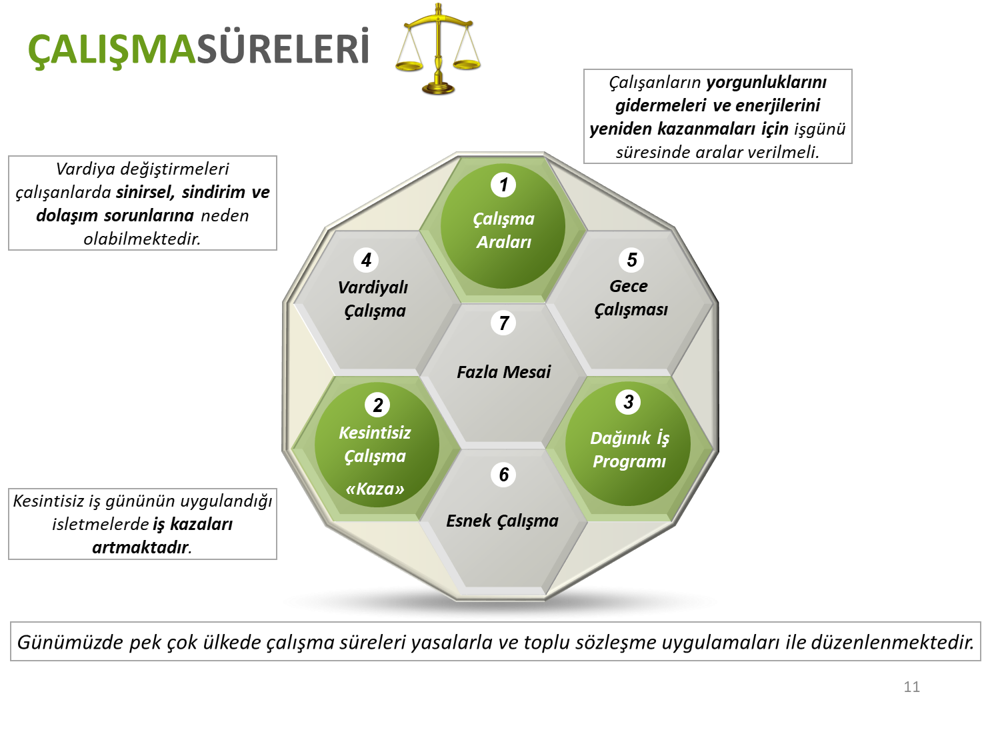 ÇALIŞMASÜRELERİ
Çalışanların yorgunluklarını
gidermeleri ve enerjilerini
yeniden kazanmaları için işgünü
süresinde aralar verilmeli.
Vardiya değiştirmeleri
çalışanlarda sinirsel, sindirim ve
dolaşım sorunlarına neden
olabilmektedir.
1
Çalışma
Araları
4
Vardiyalı
Çalışma
5
Gece
Çalışması
7
Fazla Mesai
2
Kesintisiz
Çalışma
«Kaza»
3
Dağınık İş
Programı
6
Esnek Çalışma
Kesintisiz iş gününün uygulandığı
isletmelerde iş kazaları
artmaktadır.
Günümüzde pek çok ülkede çalışma süreleri yasalarla ve toplu sözleşme uygulamaları ile düzenlenmektedir.
11